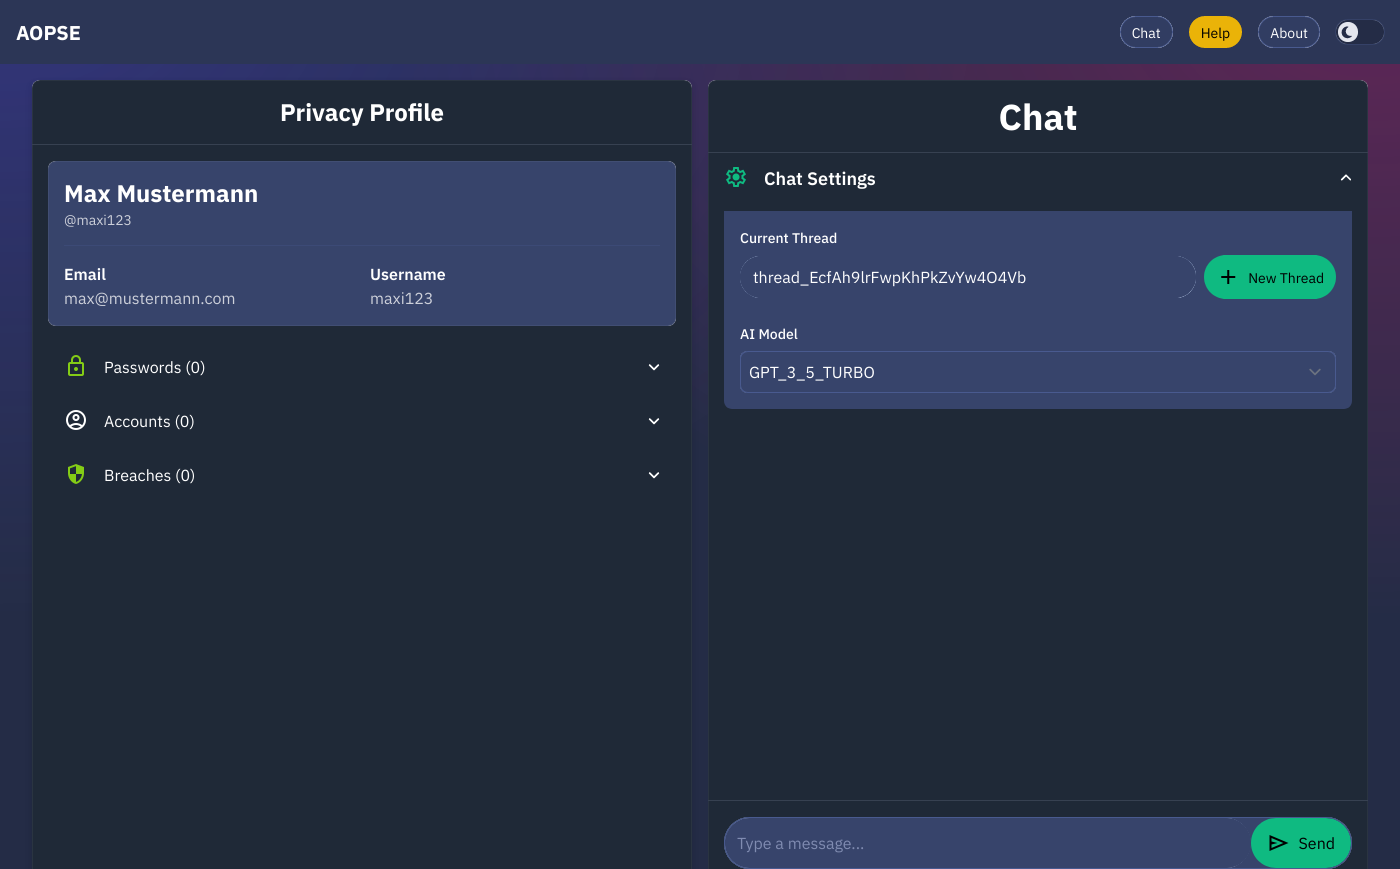 AOPSE
Chat
Help
About
Privacy Profile
Max Mustermann
@maxi123
Email
Username
max@mustermann.com
maxi123
Passwords (0)
Accounts (0)
Breaches (0)
Chat
Chat Settings
Current Thread
thread_EcfAh9lrFwpKhPkZvYw4O4Vb
New Thread
AI Model
GPT_3_5_TURBO
Type a message...
Send